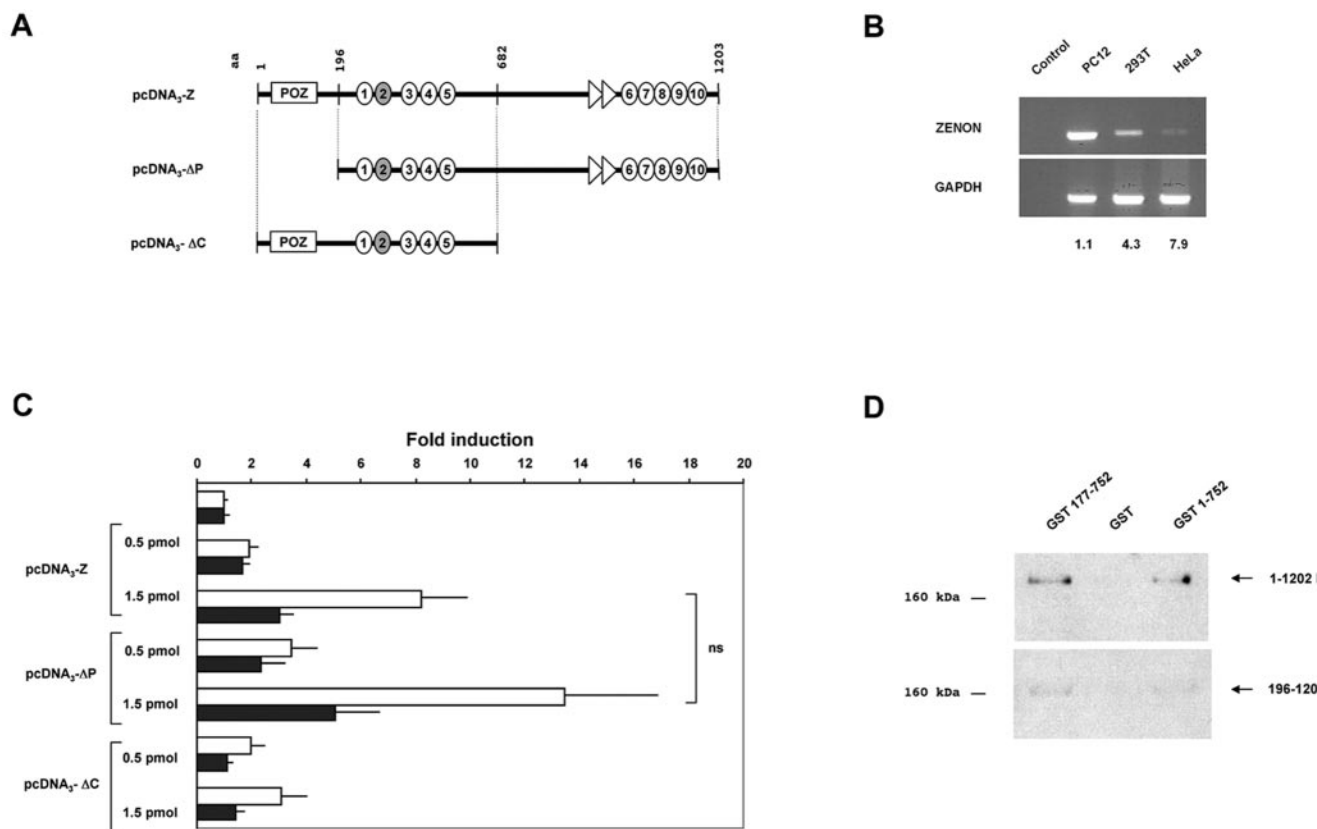 A
aa 1 196 682 1203
pcDNA₃-Z POZ 1 2 3 4 5 6 7 8 9 10
pcDNA₃-ΔP 1 2 3 4 5 6 7 8 9 10
pcDNA₃- ΔC POZ 1 2 3 4 5
B
Control PC12 293T HeLa
ZENON
GAPDH
1.1 4.3 7.9
C
Fold induction
0 2 4 6 8 10 12 14 16 18 20
pcDNA₃-Z
0.5 pmol
1.5 pmol
pcDNA₃-ΔP
0.5 pmol
1.5 pmol
pcDNA₃- ΔC
0.5 pmol
1.5 pmol
ns
D
GST 177-752 GST GST 1-752
160 kDa 1-1202
160 kDa 196-120